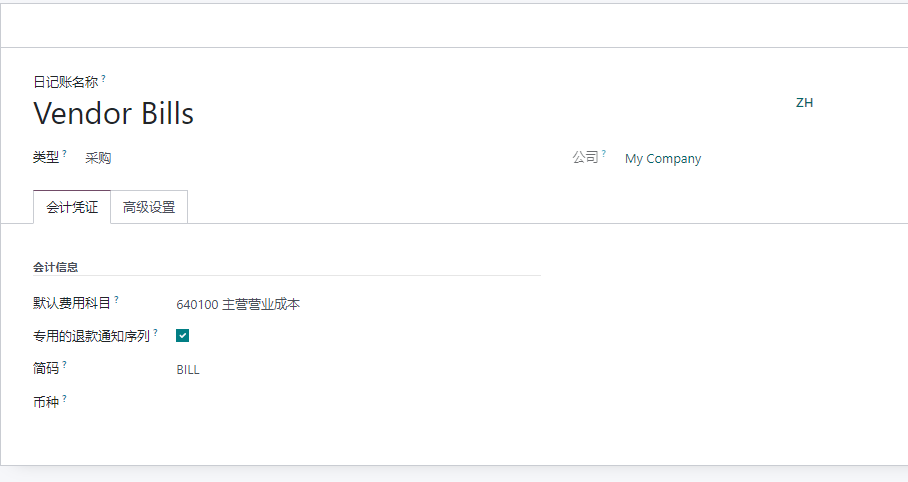 日记账名称 ?
Vendor Bills
ZH
类型 ? 采购
公司 ? My Company
会计凭证 高级设置
会计信息
默认费用科目 ? 640100 主营营业成本
专用的退款通知序列 ?
简码 ? BILL
币种 ?